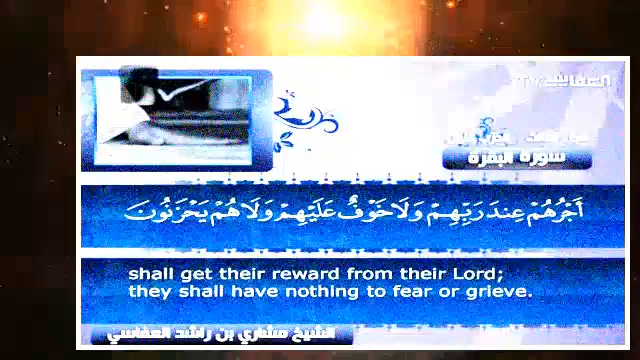 سورة البقرة
أَجْرُهُمْ عِندَ رَبِّهِمْ وَلَا خَوْفٌ عَلَيْهِمْ وَلَا هُمْ يَحْزَنُونَ
shall get their reward from their Lord;
they shall have nothing to fear or grieve.
الشيخ مشاري بن راشد العفاسي